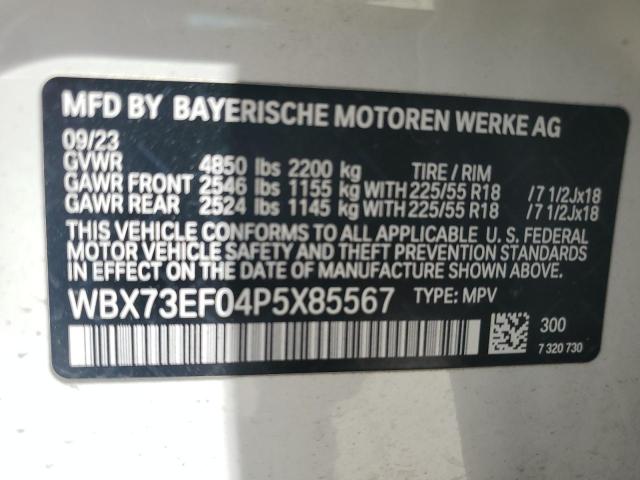 MFD BY BAYERISCHE MOTOREN WERKE AG
09/23
GVWR 4850 lbs 2200 kg TIRE / RIM
GAWR FRONT 2546 lbs 1155 kg WITH 225/55 R18 / 7 1/2Jx18
GAWR REAR 2524 lbs 1145 kg WITH 225/55 R18 / 7 1/2Jx18
THIS VEHICLE CONFORMS TO ALL APPLICABLE U. S. FEDERAL
MOTOR VEHICLE SAFETY AND THEFT PREVENTION STANDARDS
IN EFFECT ON THE DATE OF MANUFACTURE SHOWN ABOVE.
WBX73EF04P5X85567 TYPE: MPV
300
7 320 730